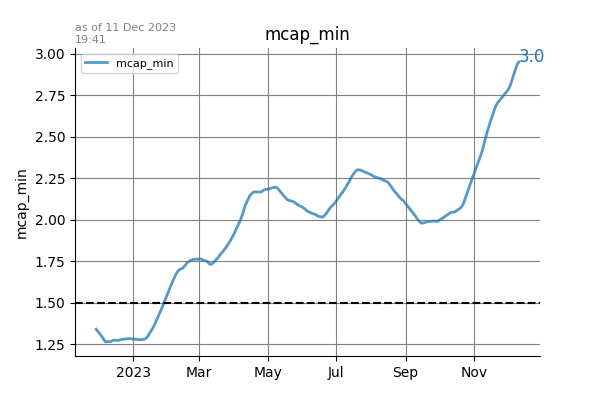 as of 11 Dec 2023
19:41
mcap_min
3.00
3.0
mcap_min
2.75
2.50
2.25
mcap_min
2.00
1.75
1.50
1.25
2023 Mar May Jul Sep Nov